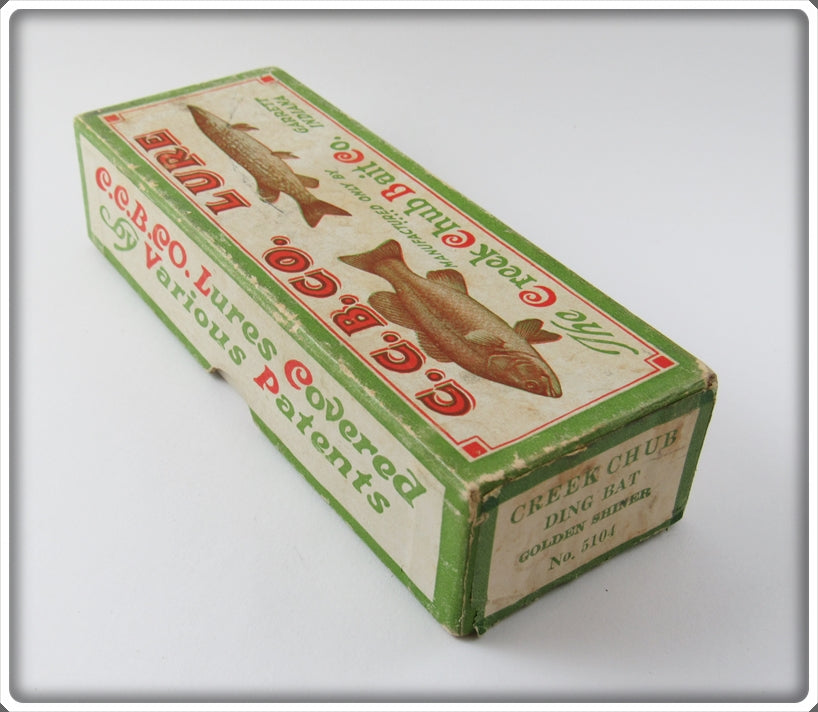 C.C.B.CO. LURE
MANUFACTURED ONLY BY
The Creek Chub Bait Co.
GARRETT
INDIANA
C.C.B.CO. Lures Covered
by Various Patents
CREEK CHUB
DING BAT
GOLDEN SHINER
No. 5104